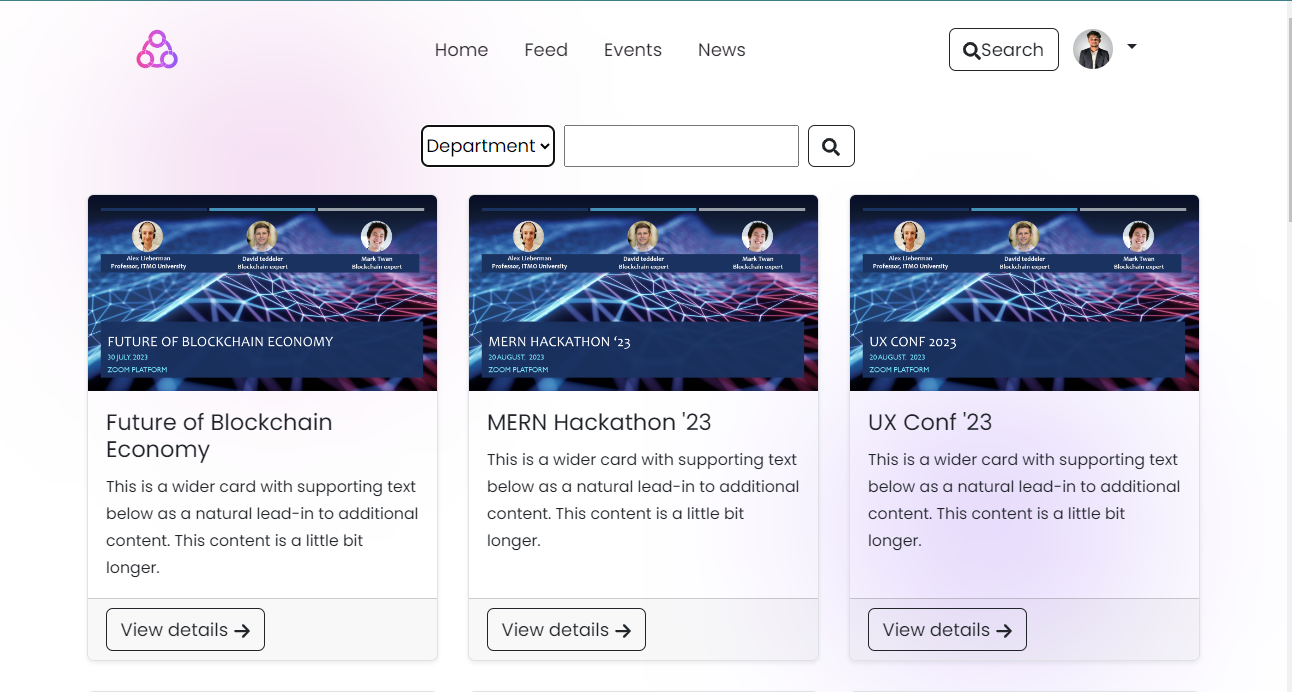 Home Feed Events News Search
Department
Alex Lieberman David teddeler Mark Twan
Professor, ITMO University Blockchain expert Blockchain expert
FUTURE OF BLOCKCHAIN ECONOMY
30 JULY, 2023
ZOOM PLATFORM
Future of Blockchain
Economy
This is a wider card with supporting text
below as a natural lead-in to additional
content. This content is a little bit
longer.
View details
Alex Lieberman David teddeler Mark Twan
Professor, ITMO University Blockchain expert Blockchain expert
MERN HACKATHON ‘23
20 AUGUST, 2023
ZOOM PLATFORM
MERN Hackathon '23
This is a wider card with supporting text
below as a natural lead-in to additional
content. This content is a little bit
longer.
View details
Alex Lieberman David teddeler Mark Twan
Professor, ITMO University Blockchain expert Blockchain expert
UX CONF 2023
20 AUGUST, 2023
ZOOM PLATFORM
UX Conf '23
This is a wider card with supporting text
below as a natural lead-in to additional
content. This content is a little bit
longer.
View details